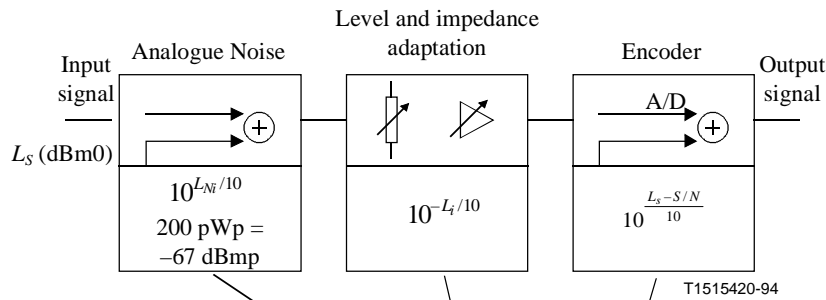 Level and impedance
adaptation
Analogue Noise
Encoder
Input
signal
Output
signal
A/D
L_S (dBm0)
10^{L_{Ni}/10}
200 pWp =
–67 dBmp
10^{–L_i/10}
10^{\frac{L_s–S/N}{10}}
T1515420-94